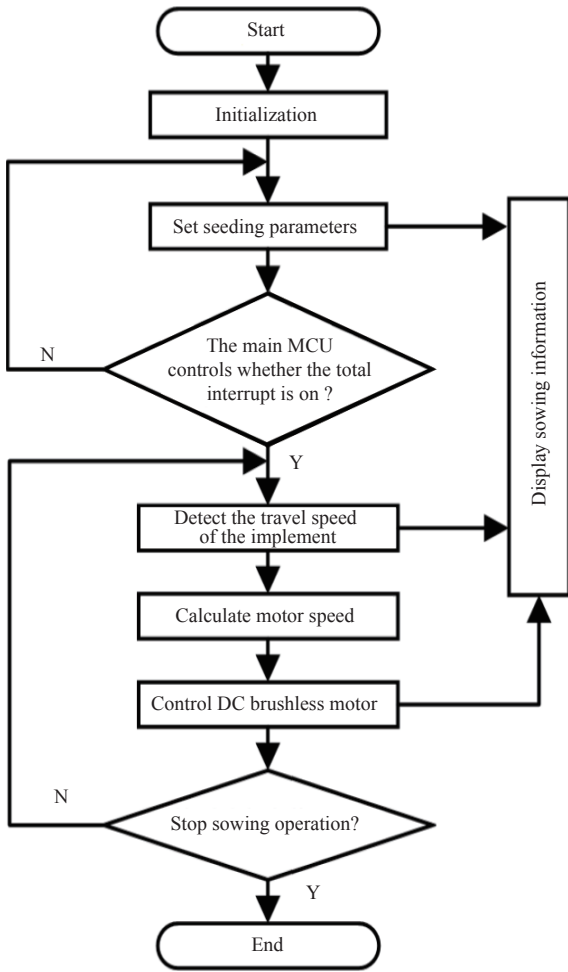 Start
Initialization
Set seeding parameters
N
The main MCU
controls whether the total
interrupt is on ?
Y
Detect the travel speed
of the implement
Calculate motor speed
Control DC brushless motor
N
Stop sowing operation?
Y
End
Display sowing information